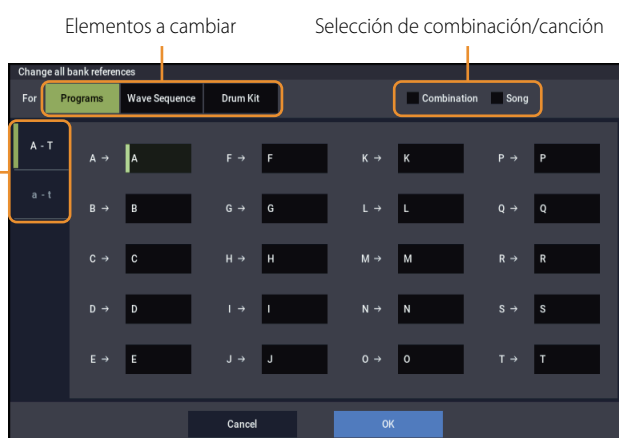 Elementos a cambiar Selección de combinación/canción
Change all bank references
For Programs Wave Sequence Drum Kit Combination Song
A - T
a - t
A → A F → F K → K P → P
B → B G → G L → L Q → Q
C → C H → H M → M R → R
D → D I → I N → N S → S
E → E J → J O → O T → T
Cancel OK